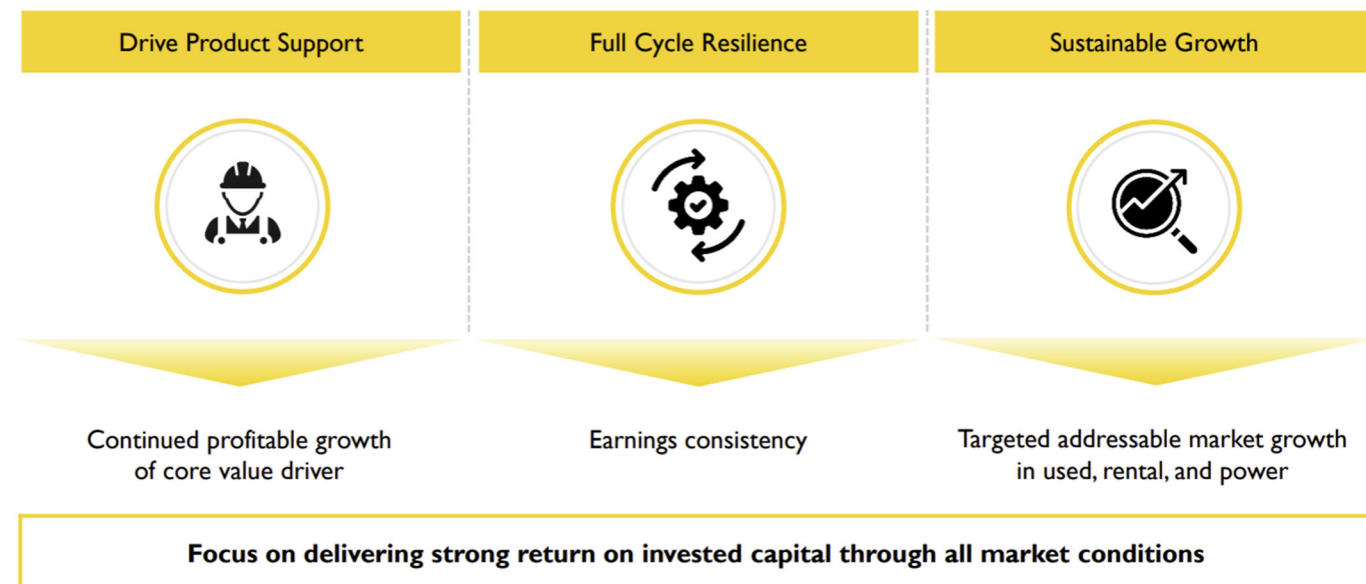 Drive Product Support
Full Cycle Resilience
Sustainable Growth
Continued profitable growth
of core value driver
Earnings consistency
Targeted addressable market growth
in used, rental, and power
Focus on delivering strong return on invested capital through all market conditions